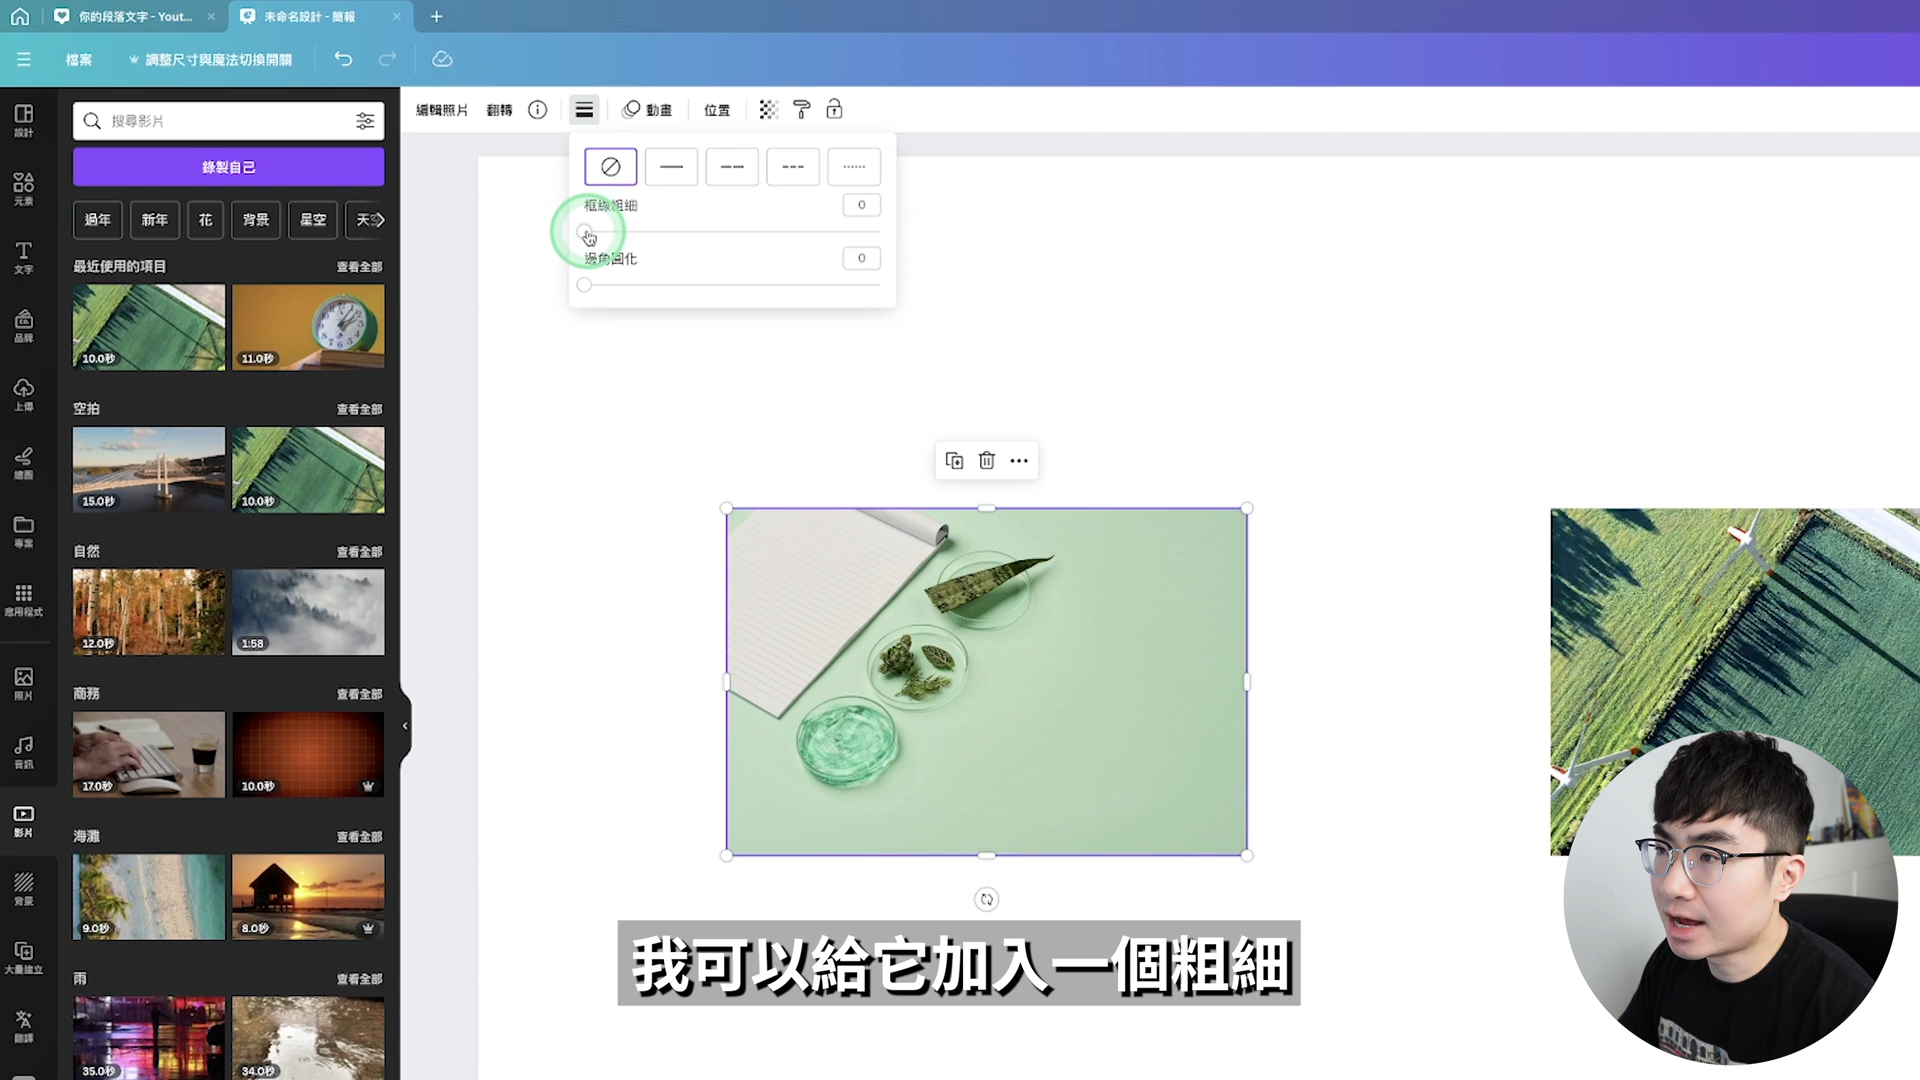 你的段落文字 - Yout...
未命名設計 - 簡報
檔案
調整尺寸與魔法切換開關
設計
元素
文字
品牌
上傳
繪圖
專案
應用程式
照片
音訊
影片
背景
大量建立
翻譯
搜尋影片
錄製自己
過年
新年
花
背景
星空
最近使用的項目
查看全部
10.0秒
11.0秒
空拍
查看全部
15.0秒
10.0秒
自然
查看全部
12.0秒
1:58
商務
查看全部
17.0秒
10.0秒
海灘
查看全部
9.0秒
8.0秒
雨
查看全部
35.0秒
34.0秒
編輯照片
翻轉
動畫
位置
框線粗細
0
邊角圓化
0
我可以給它加入一個粗細